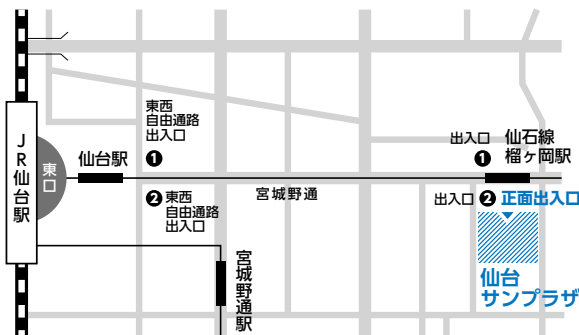 JR仙台駅
東口
仙台駅
東西
自由通路
出入口
❶
❷東西
自由通路
出入口
宮城野通
宮城野通駅
出入口
❶
仙石線
榴ヶ岡駅
出入口❷正面出入口
仙台
サンプラザ